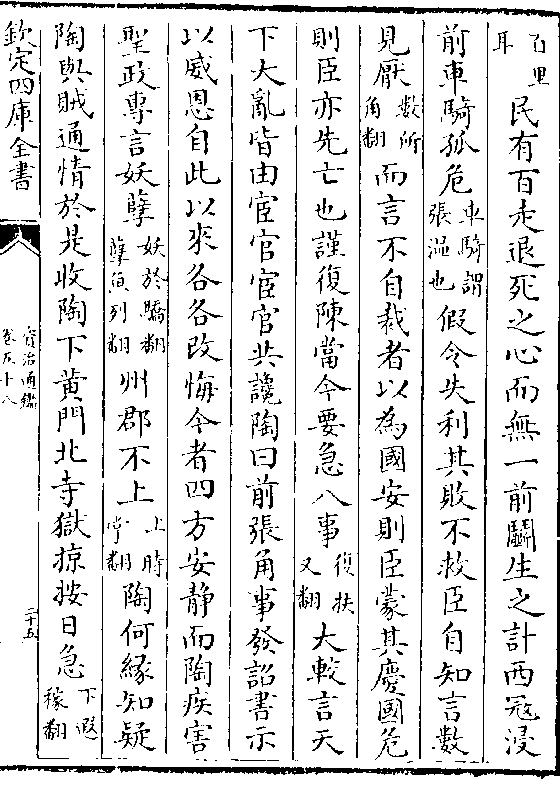 百里耳民有百走退死之心而無一前鬭生之計西寇浸
前車騎孤危車騎謂張溫也假令失利其敗不救臣自知言數
見厭數所角翻而言不自裁者以為國安則臣蒙其慶國危
則臣亦先亡也謹復陳當今要急八事復扶又翻大較言天
下大亂皆由宦官宦官共讒陶曰前張角事發詔書示
以威恩自此以來各各改悔今者四方安静而陶疾害
聖政專言妖孽妖於驕翻孽魚列翻州郡不上上時掌翻陶何緣知疑
陶與賊通情於是收陶下黄門北寺獄掠按日急下遐稼翻
欽定四庫全書
資治通鑑
卷五十八
二十五